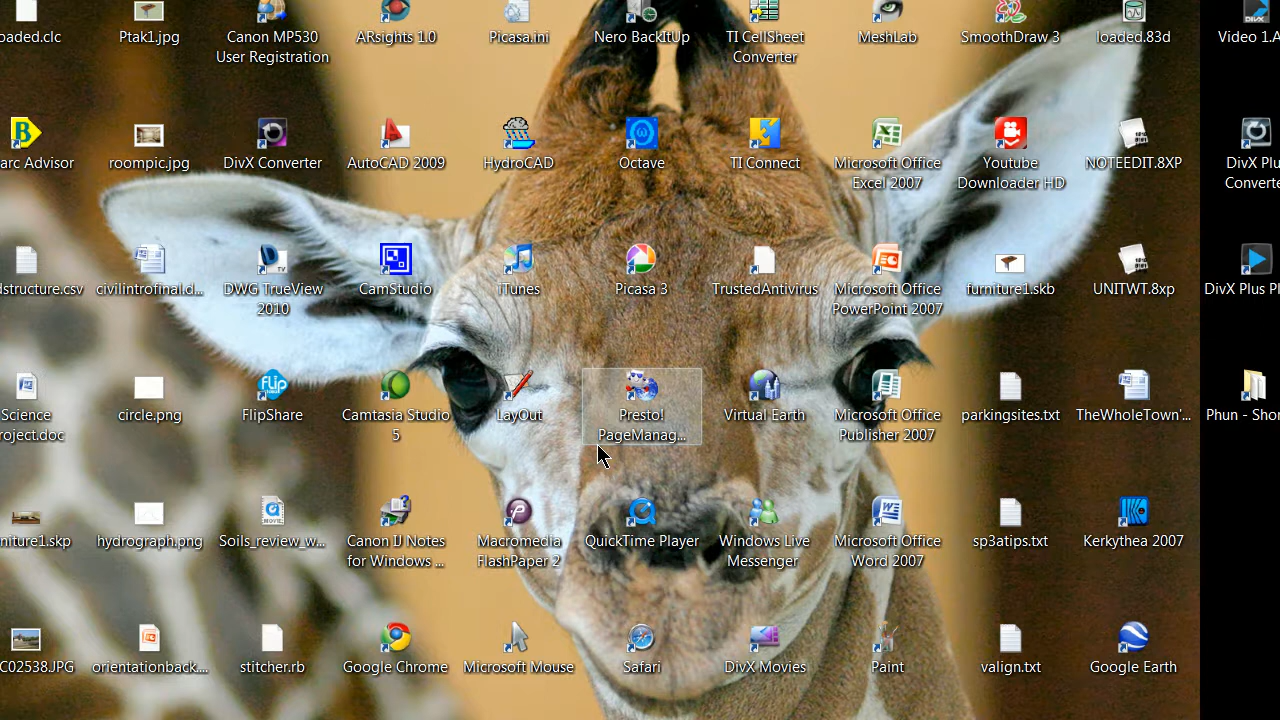 oaded.clc
Ptak1.jpg
Canon MP530
User Registration
ARsights 1.0
Picasa.ini
Nero BackItUp
TI CellSheet
Converter
MeshLab
SmoothDraw 3
loaded.83d
Video 1.A
arc Advisor
roompic.jpg
DivX Converter
AutoCAD 2009
HydroCAD
Octave
TI Connect
Microsoft Office
Excel 2007
Youtube
Downloader HD
NOTEEDIT.8XP
DivX Plu
Converte
dstructure.csv
civilintrofinal.d...
DWG TrueView
2010
CamStudio
iTunes
Picasa 3
TrustedAntivirus
Microsoft Office
PowerPoint 2007
furniture1.skb
UNITWT.8xp
DivX Plus Pl
Science
roject.doc
circle.png
FlipShare
Camtasia Studio
5
LayOut
Presto!
PageManag...
Virtual Earth
Microsoft Office
Publisher 2007
parkingsites.txt
TheWholeTown'...
Phun - Shor
niture1.skp
hydrograph.png
Soils_review_w...
Canon IJ Notes
for Windows ...
Macromedia
FlashPaper 2
QuickTime Player
Windows Live
Messenger
Microsoft Office
Word 2007
sp3atips.txt
Kerkythea 2007
C02538.JPG
orientationback....
stitcher.rb
Google Chrome
Microsoft Mouse
Safari
DivX Movies
Paint
valign.txt
Google Earth